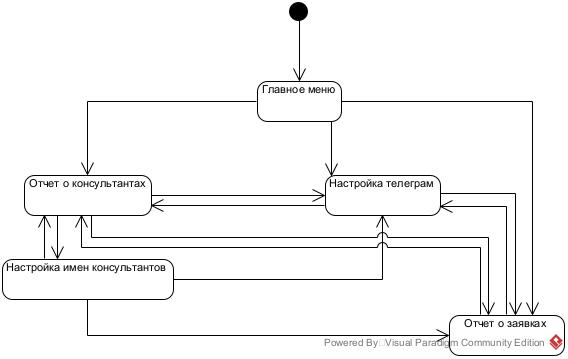 Главное меню
Отчет о консультантах
Настройка телеграм
Настройка имен консультантов
Отчет о заявках
Powered By Visual Paradigm Community Edition